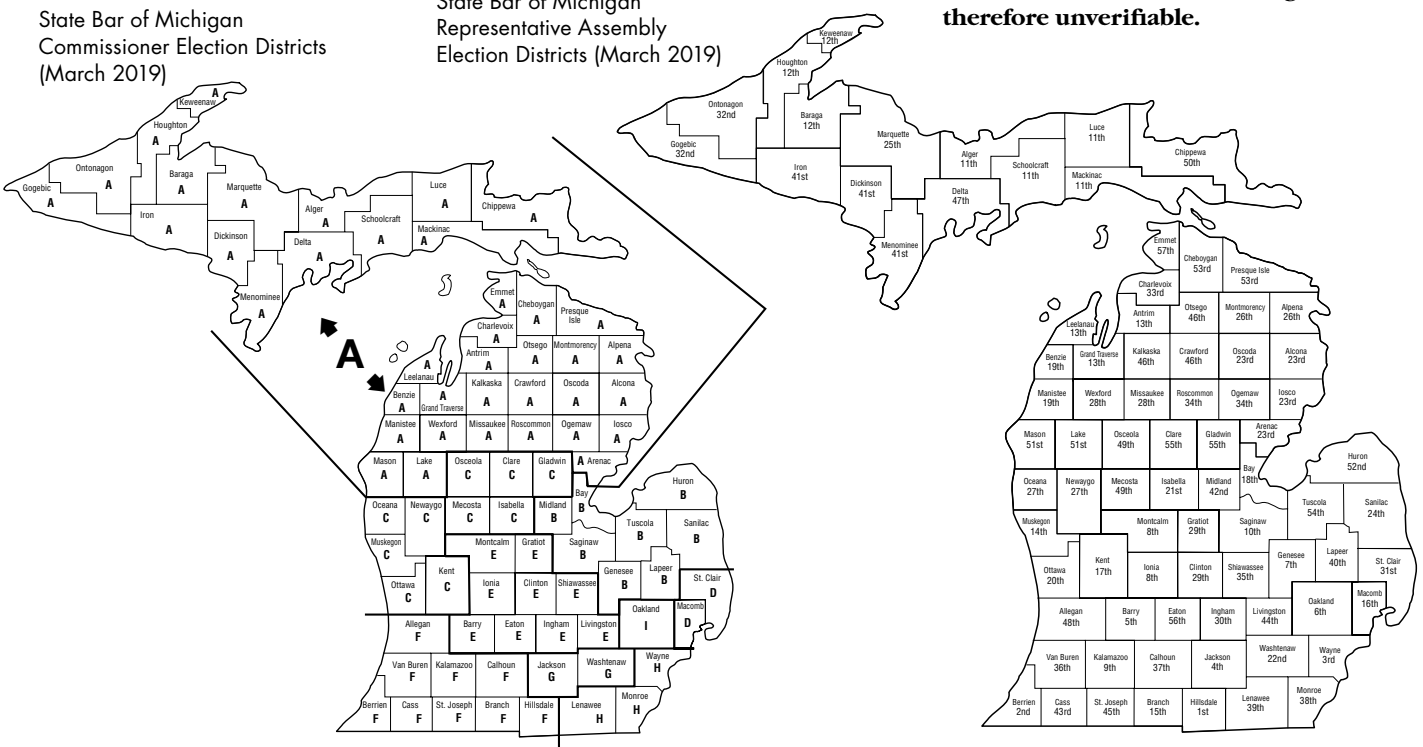 State Bar of Michigan
Commissioner Election Districts
(March 2019)
Keweenaw
A
Houghton
A
Ontonagon
A
Baraga
A
Gogebic
A
Marquette
A
Iron
A
Alger
A
Luce
A
Chippewa
A
Schoolcraft
A
Mackinac
A
Dickinson
A
Delta
A
Menominee
A
A
Emmet
A
Cheboygan
A
Presque
Isle
A
Charlevoix
A
Antrim
A
Otsego
A
Montmorency
A
Alpena
A
A
Leelanau
Benzie
A
A
Grand Traverse
Kalkaska
A
Crawford
A
Oscoda
A
Alcona
A
Manistee
A
Wexford
A
Missaukee
A
Roscommon
A
Ogemaw
A
Iosco
A
Mason
A
Lake
A
Osceola
C
Clare
C
Gladwin
C
A Arenac
Oceana
C
Newaygo
C
Mecosta
C
Isabella
C
Midland
B
Bay
B
Huron
B
Muskegon
C
Montcalm
E
Gratiot
E
Saginaw
B
Tuscola
B
Sanilac
B
Ottawa
C
Kent
C
Ionia
E
Clinton
E
Shiawassee
E
Genesee
B
Lapeer
B
St. Clair
D
Allegan
F
Barry
E
Eaton
E
Ingham
E
Livingston
E
Oakland
I
Macomb
D
Van Buren
F
Kalamazoo
F
Calhoun
F
Jackson
G
Washtenaw
G
Wayne
H
Berrien
F
Cass
F
St. Joseph
F
Branch
F
Hillsdale
F
Lenawee
H
Monroe
H
State Bar of Michigan
Representative Assembly
Election Districts (March 2019)
therefore unverifiable.
Keweenaw
12th
Houghton
12th
Ontonagon
32nd
Baraga
12th
Gogebic
32nd
Marquette
25th
Iron
41st
Alger
11th
Luce
11th
Chippewa
50th
Schoolcraft
11th
Mackinac
11th
Dickinson
41st
Delta
47th
Menominee
41st
Emmet
57th
Cheboygan
53rd
Presque Isle
53rd
Charlevoix
33rd
Antrim
13th
Otsego
46th
Montmorency
26th
Alpena
26th
Leelanau
13th
Benzie
19th
Grand Traverse
13th
Kalkaska
46th
Crawford
46th
Oscoda
23rd
Alcona
23rd
Manistee
19th
Wexford
28th
Missaukee
28th
Roscommon
34th
Ogemaw
34th
Iosco
23rd
Mason
51st
Lake
51st
Osceola
49th
Clare
55th
Gladwin
55th
Arenac
23rd
Oceana
27th
Newaygo
27th
Mecosta
49th
Isabella
21st
Midland
42nd
Bay
18th
Huron
52nd
Muskegon
14th
Montcalm
8th
Gratiot
29th
Saginaw
10th
Tuscola
54th
Sanilac
24th
Ottawa
20th
Kent
17th
Ionia
8th
Clinton
29th
Shiawassee
35th
Genesee
7th
Lapeer
40th
St. Clair
31st
Allegan
48th
Barry
5th
Eaton
56th
Ingham
30th
Livingston
44th
Oakland
6th
Macomb
16th
Van Buren
36th
Kalamazoo
9th
Calhoun
37th
Jackson
4th
Washtenaw
22nd
Wayne
3rd
Berrien
2nd
Cass
43rd
St. Joseph
45th
Branch
15th
Hillsdale
1st
Lenawee
39th
Monroe
38th